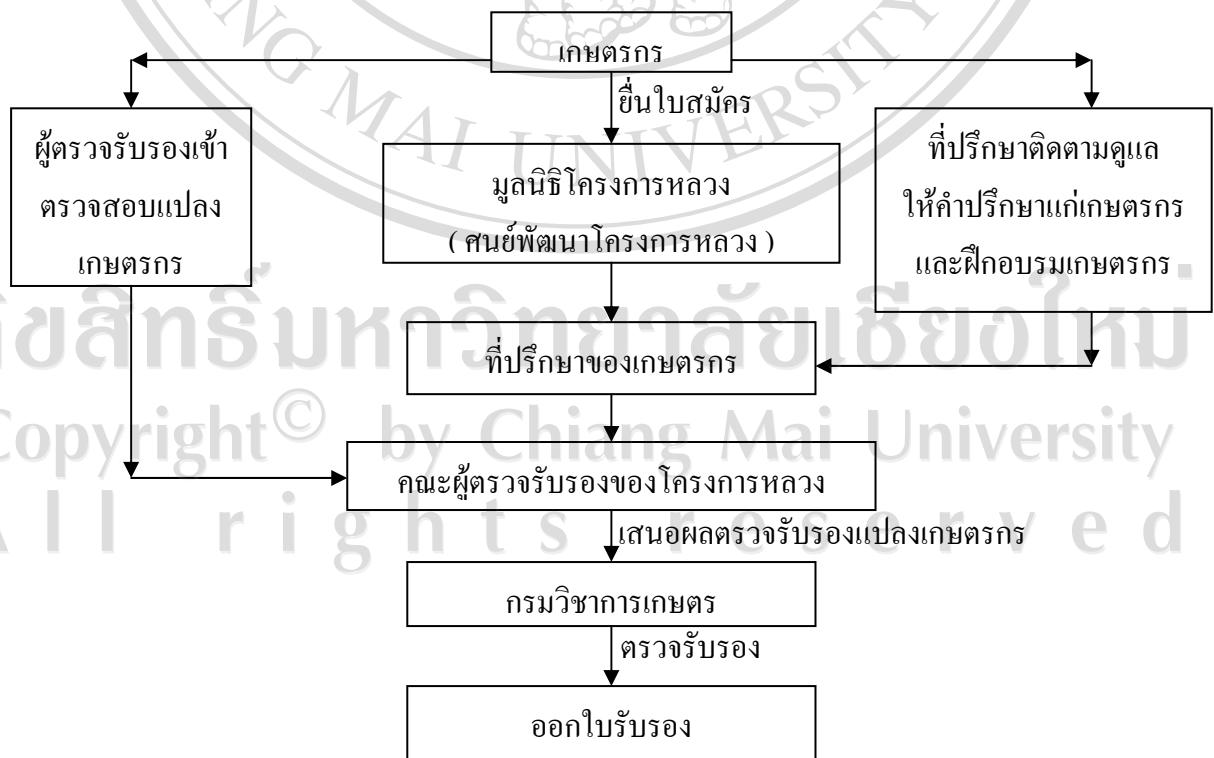 เกษตรกร
ยื่นใบสมัคร
ผู้ตรวจรับรองเข้า
ตรวจสอบแปลง
เกษตรกร
มูลนิธิโครงการหลวง
( ศนย์พัฒนาโครงการหลวง )
ที่ปรึกษาติดตามดูแล
ให้คำปรึกษาแก่เกษตรกร
และฝึกอบรมเกษตรกร
ที่ปรึกษาของเกษตรกร
คณะผู้ตรวจรับรองของโครงการหลวง
เสนอผลตรวจรับรองแปลงเกษตรกร
กรมวิชาการเกษตร
ตรวจรับรอง
ออกใบรับรอง
NG MAI UNIVERSITY
ขสิทธิ์มหาวิทยาลัยเชียงใหม่
Copyright© by Chiang Mai University
All rights reserved